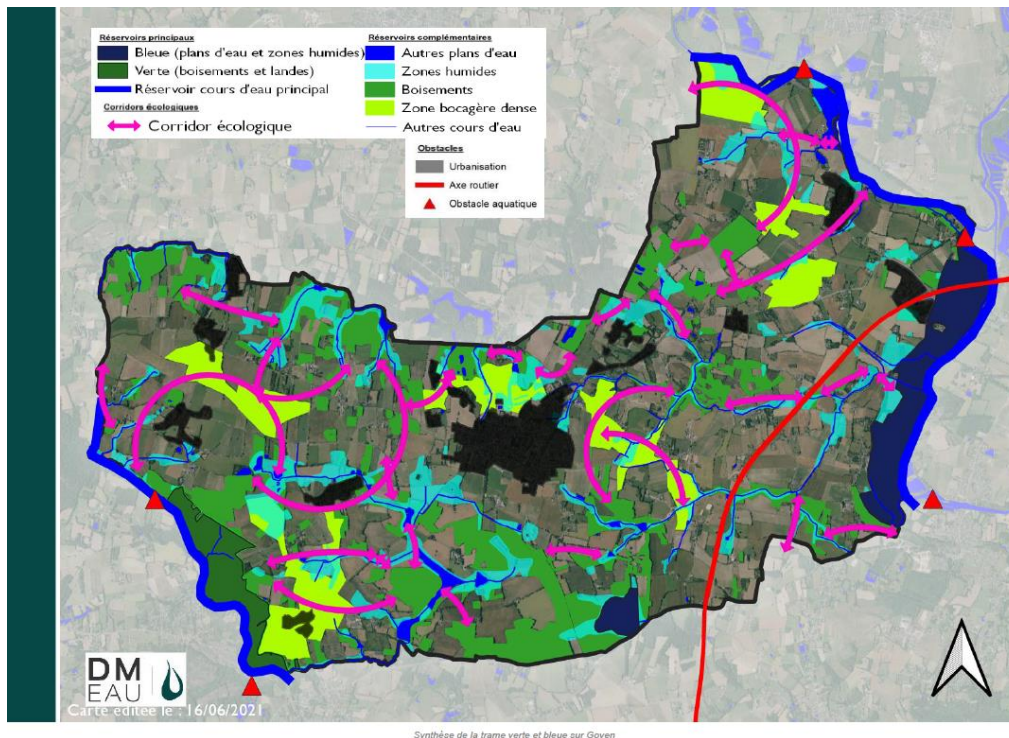 Réservoirs principaux
Bleue (plans d'eau et zones humides)
Verte (boisements et landes)
Réservoir cours d'eau principal
Corridors écologiques
Corridor écologique
Réservoirs complémentaires
Autres plans d'eau
Zones humides
Boisements
Zone bocagère dense
Autres cours d'eau
Obstacles
Urbanisation
Axe routier
Obstacle aquatique
DM
EAU
Carte éditée le : 16/06/2021
Synthèse de la trame verte et bleue sur Goven